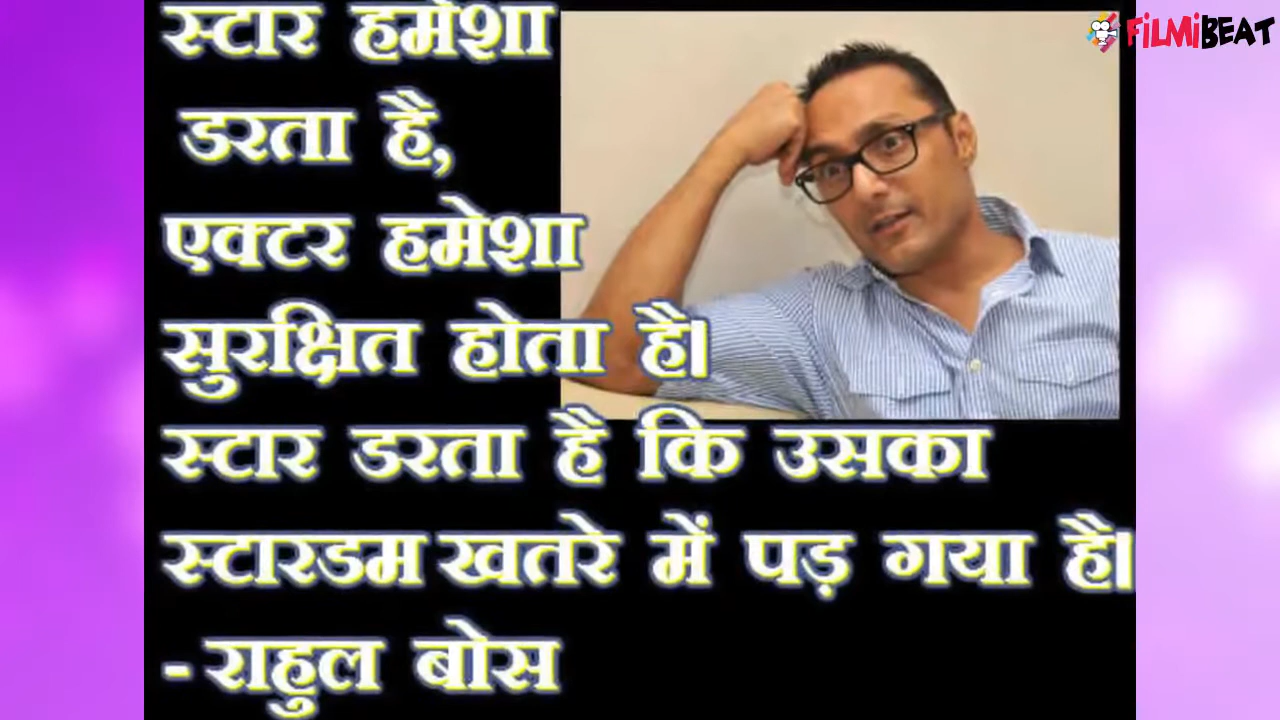 स्टार हमेशा
डरता है,
एक्टर हमेशा
सुरक्षित होता है।
स्टार डरता है कि उसका
स्टारडम खतरे में पड़ गया है।
- राहुल बोस
FILMiBEAT